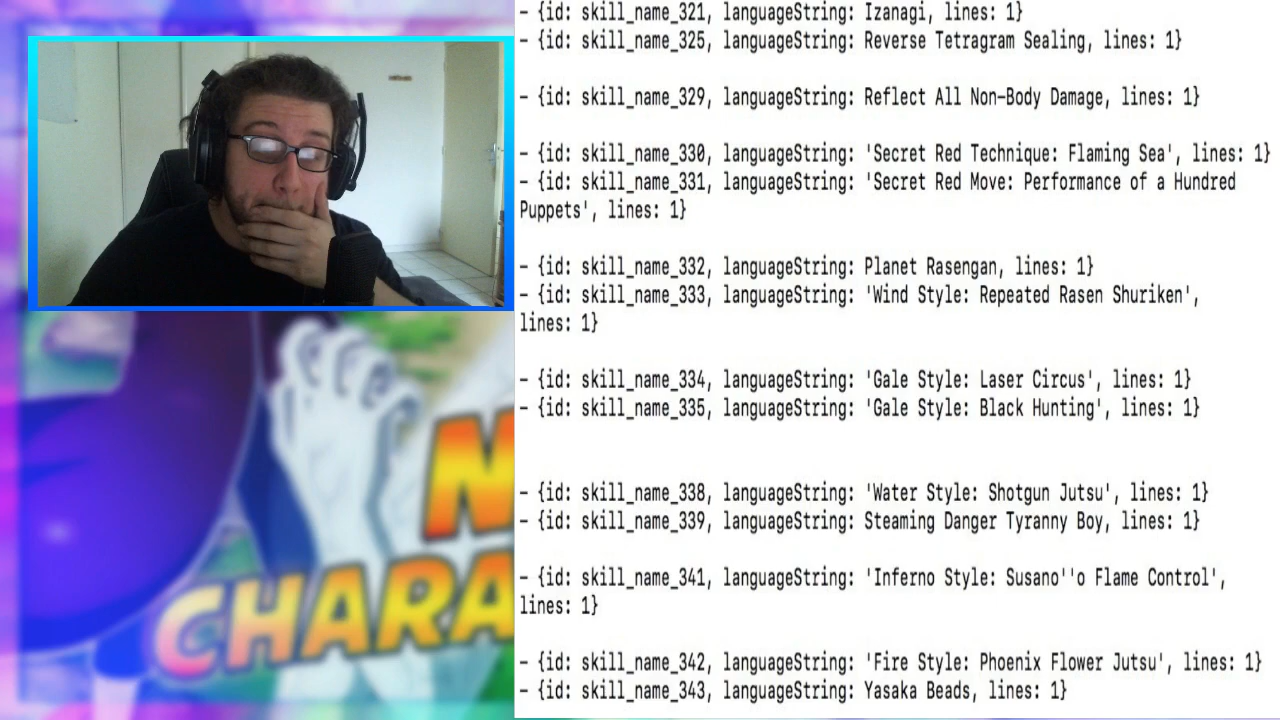 - {id: skill_name_321, languageString: Izanagi, lines: 1}
- {id: skill_name_325, languageString: Reverse Tetragram Sealing, lines: 1}
- {id: skill_name_329, languageString: Reflect All Non-Body Damage, lines: 1}
- {id: skill_name_330, languageString: 'Secret Red Technique: Flaming Sea', lines: 1}
- {id: skill_name_331, languageString: 'Secret Red Move: Performance of a Hundred
Puppets', lines: 1}
- {id: skill_name_332, languageString: Planet Rasengan, lines: 1}
- {id: skill_name_333, languageString: 'Wind Style: Repeated Rasen Shuriken',
lines: 1}
- {id: skill_name_334, languageString: 'Gale Style: Laser Circus', lines: 1}
- {id: skill_name_335, languageString: 'Gale Style: Black Hunting', lines: 1}
- {id: skill_name_338, languageString: 'Water Style: Shotgun Jutsu', lines: 1}
- {id: skill_name_339, languageString: Steaming Danger Tyranny Boy, lines: 1}
- {id: skill_name_341, languageString: 'Inferno Style: Susano''o Flame Control',
lines: 1}
- {id: skill_name_342, languageString: 'Fire Style: Phoenix Flower Jutsu', lines: 1}
- {id: skill_name_343, languageString: Yasaka Beads, lines: 1}
N
CHARA